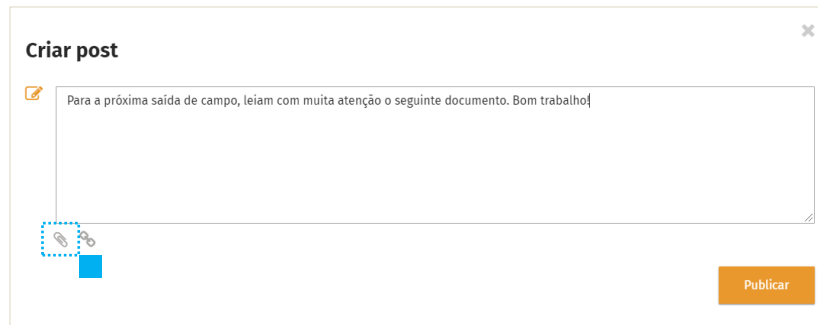 Criar post
Para a próxima saída de campo, leiam com muita atenção o seguinte documento. Bom trabalho!
Publicar